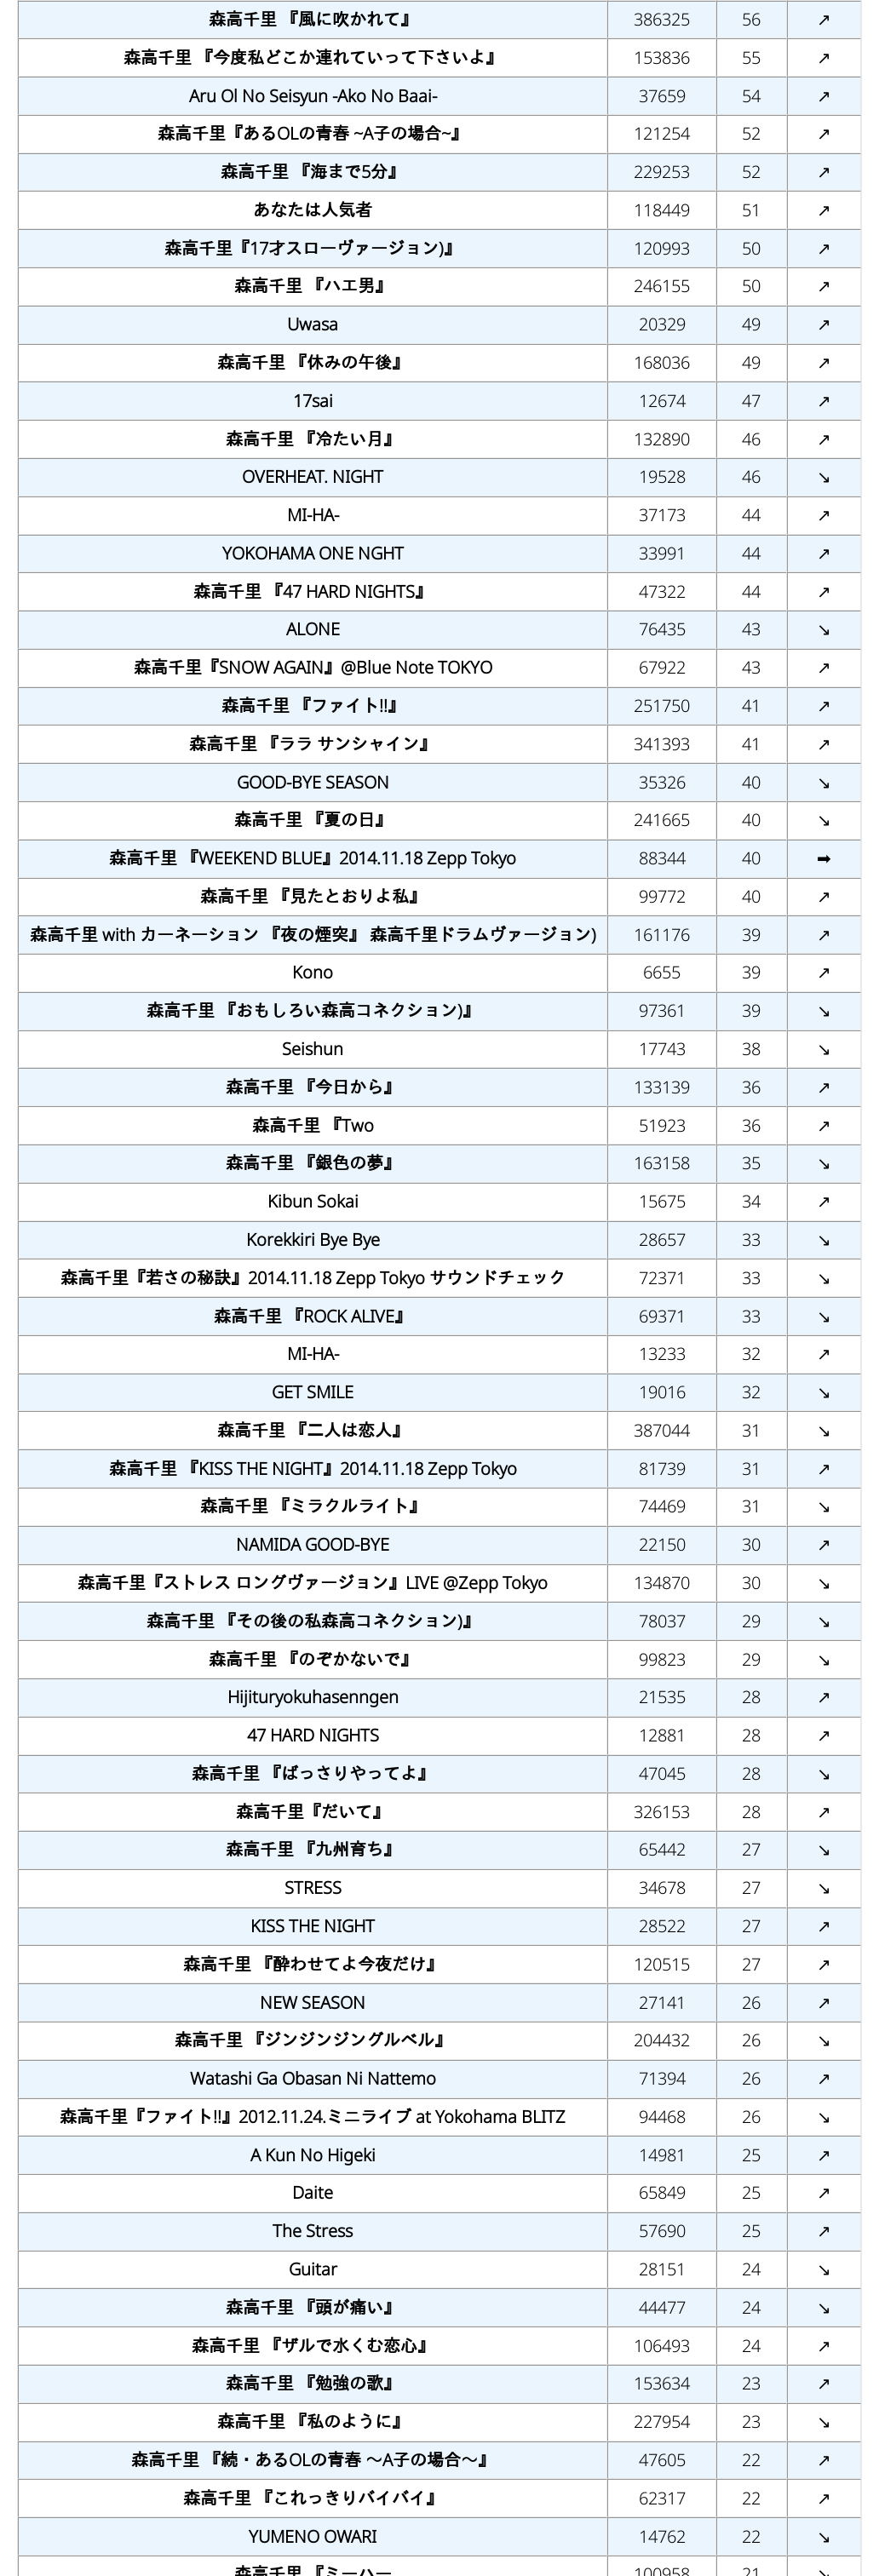 森高千里 『風に吹かれて』 386325 56 ↗
森高千里 『今度私どこか連れていって下さいよ』 153836 55 ↗
Aru Ol No Seisyun -Ako No Baai- 37659 54 ↗
森高千里『あるOLの青春 ~A子の場合~』 121254 52 ↗
森高千里 『海まで5分』 229253 52 ↗
あなたは人気者 118449 51 ↗
森高千里『17才スローヴァージョン)』 120993 50 ↗
森高千里 『ハエ男』 246155 50 ↗
Uwasa 20329 49 ↗
森高千里 『休みの午後』 168036 49 ↗
17sai 12674 47 ↗
森高千里 『冷たい月』 132890 46 ↗
OVERHEAT. NIGHT 19528 46 ↘
MI-HA- 37173 44 ↗
YOKOHAMA ONE NGHT 33991 44 ↗
森高千里 『47 HARD NIGHTS』 47322 44 ↗
ALONE 76435 43 ↘
森高千里『SNOW AGAIN』@Blue Note TOKYO 67922 43 ↗
森高千里 『ファイト!!』 251750 41 ↗
森高千里 『ララ サンシャイン』 341393 41 ↗
GOOD-BYE SEASON 35326 40 ↘
森高千里 『夏の日』 241665 40 ↘
森高千里 『WEEKEND BLUE』2014.11.18 Zepp Tokyo 88344 40 ➡
森高千里 『見たとおりよ私』 99772 40 ↗
森高千里 with カーネーション 『夜の煙突』 森高千里ドラムヴァージョン) 161176 39 ↗
Kono 6655 39 ↗
森高千里 『おもしろい森高コネクション)』 97361 39 ↘
Seishun 17743 38 ↘
森高千里 『今日から』 133139 36 ↗
森高千里 『Two 51923 36 ↗
森高千里 『銀色の夢』 163158 35 ↘
Kibun Sokai 15675 34 ↗
Korekkiri Bye Bye 28657 33 ↘
森高千里『若さの秘訣』2014.11.18 Zepp Tokyo サウンドチェック 72371 33 ↘
森高千里 『ROCK ALIVE』 69371 33 ↘
MI-HA- 13233 32 ↗
GET SMILE 19016 32 ↘
森高千里 『二人は恋人』 387044 31 ↘
森高千里 『KISS THE NIGHT』2014.11.18 Zepp Tokyo 81739 31 ↗
森高千里 『ミラクルライト』 74469 31 ↘
NAMIDA GOOD-BYE 22150 30 ↗
森高千里『ストレス ロングヴァージョン』LIVE @Zepp Tokyo 134870 30 ↘
森高千里 『その後の私森高コネクション)』 78037 29 ↘
森高千里 『のぞかないで』 99823 29 ↘
Hijituryokuhasenngen 21535 28 ↗
47 HARD NIGHTS 12881 28 ↗
森高千里 『ばっさりやってよ』 47045 28 ↘
森高千里『だいて』 326153 28 ↗
森高千里 『九州育ち』 65442 27 ↘
STRESS 34678 27 ↘
KISS THE NIGHT 28522 27 ↗
森高千里 『酔わせてよ今夜だけ』 120515 27 ↗
NEW SEASON 27141 26 ↗
森高千里 『ジンジンジングルベル』 204432 26 ↘
Watashi Ga Obasan Ni Nattemo 71394 26 ↗
森高千里『ファイト!!』2012.11.24.ミニライブ at Yokohama BLITZ 94468 26 ↘
A Kun No Higeki 14981 25 ↗
Daite 65849 25 ↗
The Stress 57690 25 ↗
Guitar 28151 24 ↘
森高千里 『頭が痛い』 44477 24 ↘
森高千里 『ザルで水くむ恋心』 106493 24 ↗
森高千里 『勉強の歌』 153634 23 ↗
森高千里 『私のように』 227954 23 ↘
森高千里 『続・あるOLの青春 〜A子の場合〜』 47605 22 ↗
森高千里 『これっきりバイバイ』 62317 22 ↗
YUMENO OWARI 14762 22 ↘
森高千里 『ミーハー 100958 21 ↘